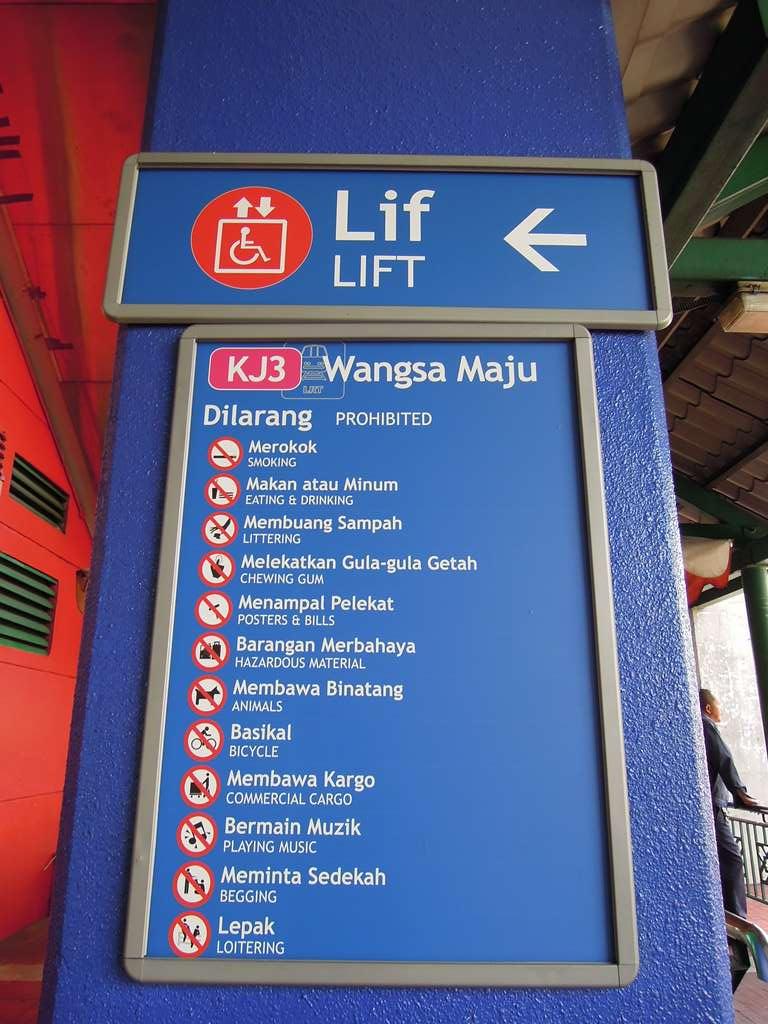 Lif
LIFT
KJ3 LRT Wangsa Maju
Dilarang PROHIBITED
Merokok
SMOKING
Makan atau Minum
EATING & DRINKING
Membuang Sampah
LITTERING
Melekatkan Gula-gula Getah
CHEWING GUM
Menampal Pelekat
POSTERS & BILLS
Barangan Merbahaya
HAZARDOUS MATERIAL
Membawa Binatang
ANIMALS
Basikal
BICYCLE
Membawa Kargo
COMMERCIAL CARGO
Bermain Muzik
PLAYING MUSIC
Meminta Sedekah
BEGGING
Lepak
LOITERING